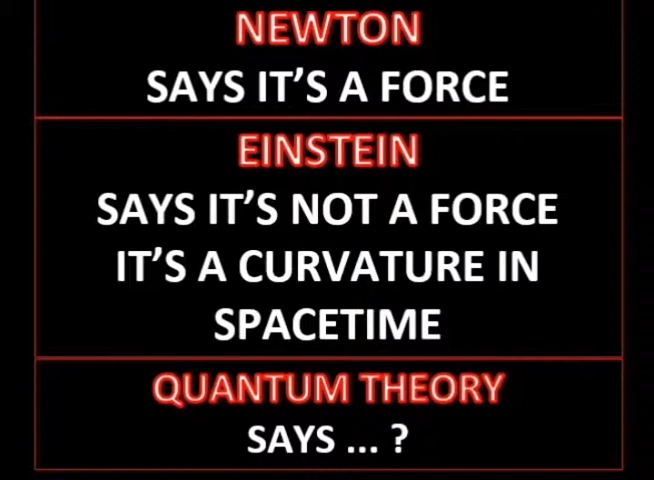 NEWTON
SAYS IT'S A FORCE
EINSTEIN
SAYS IT'S NOT A FORCE
IT'S A CURVATURE IN
SPACETIME
QUANTUM THEORY
SAYS ... ?